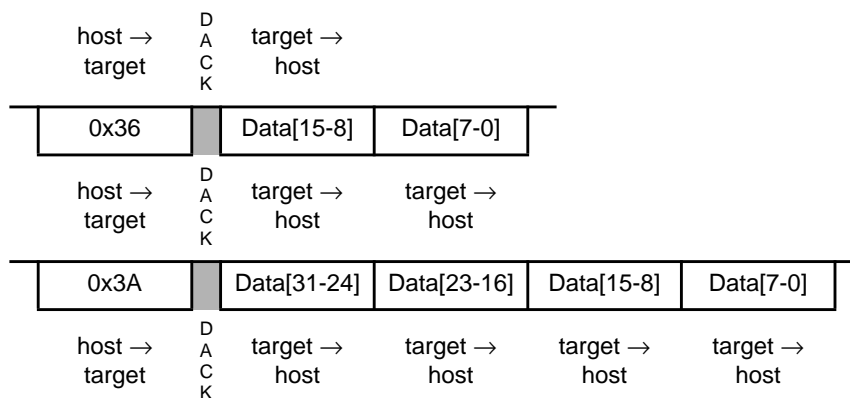 host → D A C K target →
target host
0x36 Data[15-8] Data[7-0]
host → D A C K target → target →
target host host
0x3A Data[31-24] Data[23-16] Data[15-8] Data[7-0]
host → D A C K target → target → target → target →
target host host host host